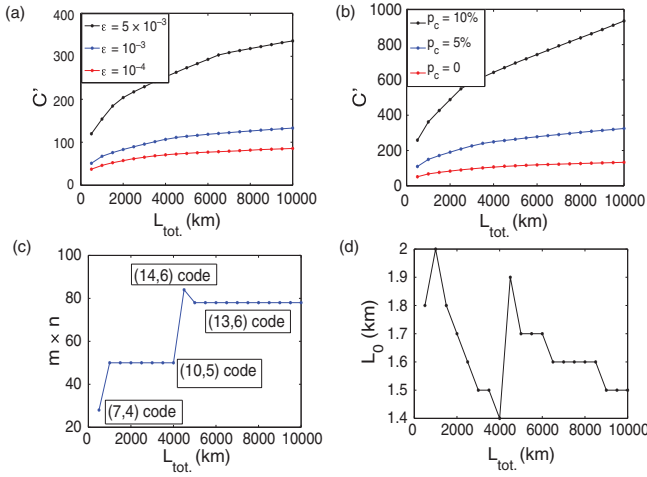 (a)
400
300
200
100
0
C'
ε = 5 × 10⁻³
ε = 10⁻³
ε = 10⁻⁴
0 2000 4000 6000 8000 10000
L_tot. (km)
(b)
1000
800
600
400
200
0
C'
p_c = 10%
p_c = 5%
p_c = 0
0 2000 4000 6000 8000 10000
L_tot. (km)
(c)
100
80
60
40
20
m × n
(14,6) code
(13,6) code
(10,5) code
(7,4) code
0 2000 4000 6000 8000 10000
L_tot. (km)
(d)
2
1.9
1.8
1.7
1.6
1.5
1.4
L_0 (km)
0 2000 4000 6000 8000 10000
L_tot. (km)